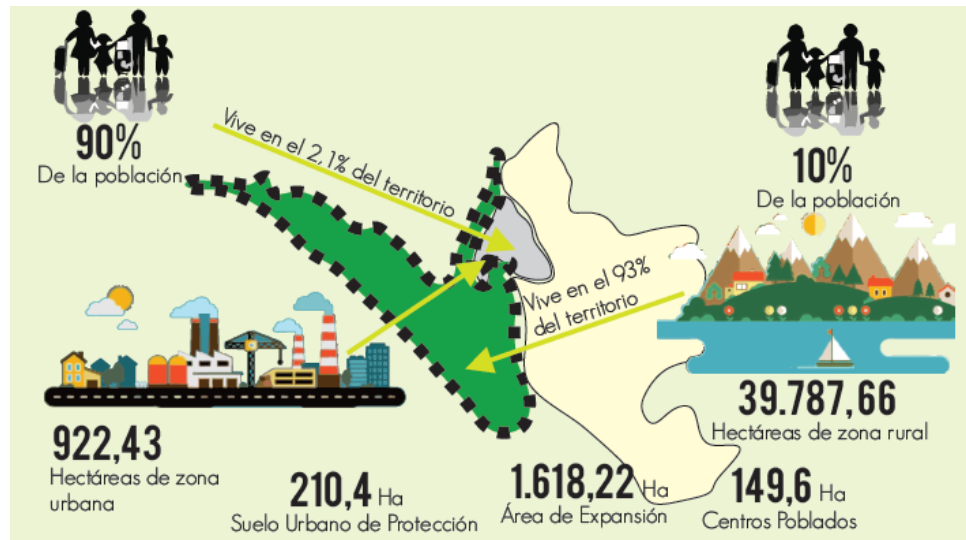 90%
De la población
Vive en el 2,1% del territorio
10%
De la población
Vive en el 93%
del territorio
922,43
Hectáreas de zona
urbana
39.787,66
Hectáreas de zona rural
210,4 Ha
Suelo Urbano de Protección
1.618,22 Ha
Área de Expansión
149,6 Ha
Centros Poblados